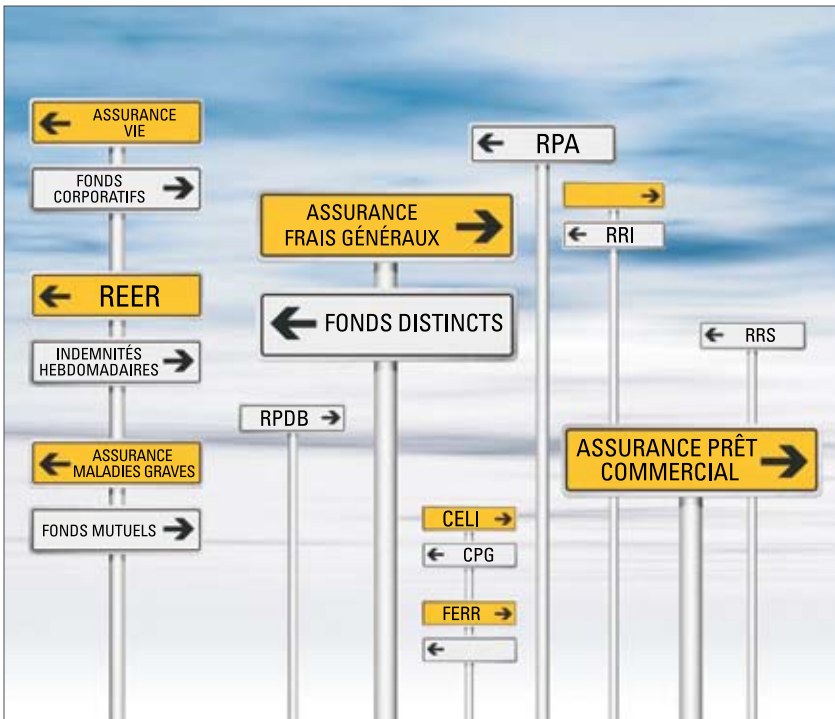 ASSURANCE
VIE
FONDS
CORPORATIFS
REER
INDEMNITÉS
HEBDOMADAIRES
ASSURANCE
MALADIES GRAVES
FONDS MUTUELS
RPDB
ASSURANCE
FRAIS GÉNÉRAUX
FONDS DISTINCTS
CELI
CPG
FERR
RPA
RRI
RRS
ASSURANCE PRÊT
COMMERCIAL